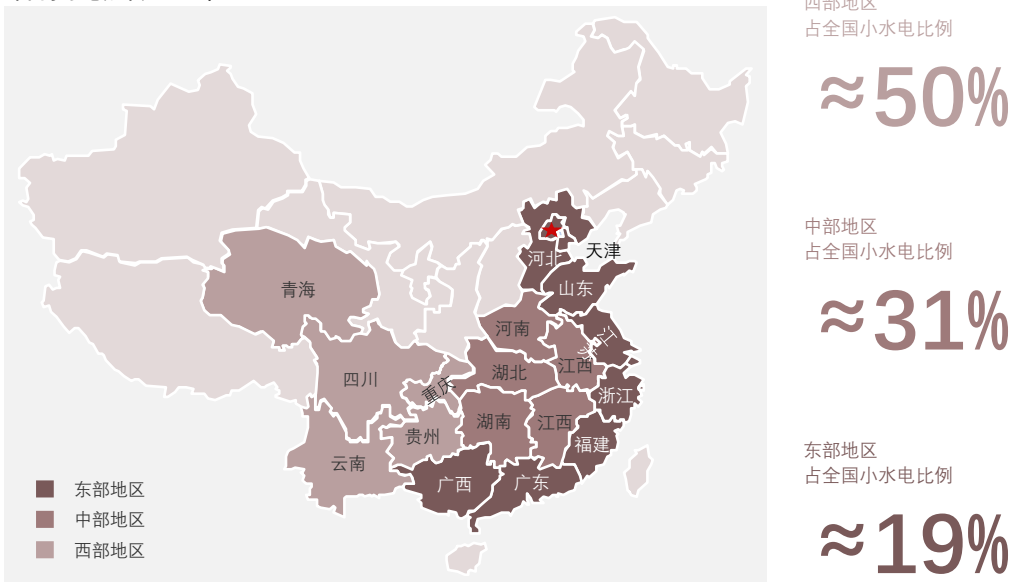 西部地区
占全国小水电比例
≈50%
中部地区
占全国小水电比例
≈31%
东部地区
占全国小水电比例
≈19%
河北
天津
山东
青海
河南
江苏
江西
四川
湖北
重庆
浙江
湖南
江西
贵州
福建
云南
广西
广东
东部地区
中部地区
西部地区